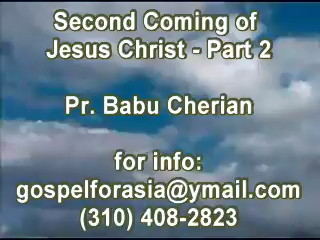 Second Coming of
Jesus Christ - Part 2
Pr. Babu Cherian
for info:
gospelforasia@ymail.com
(310) 408-2823